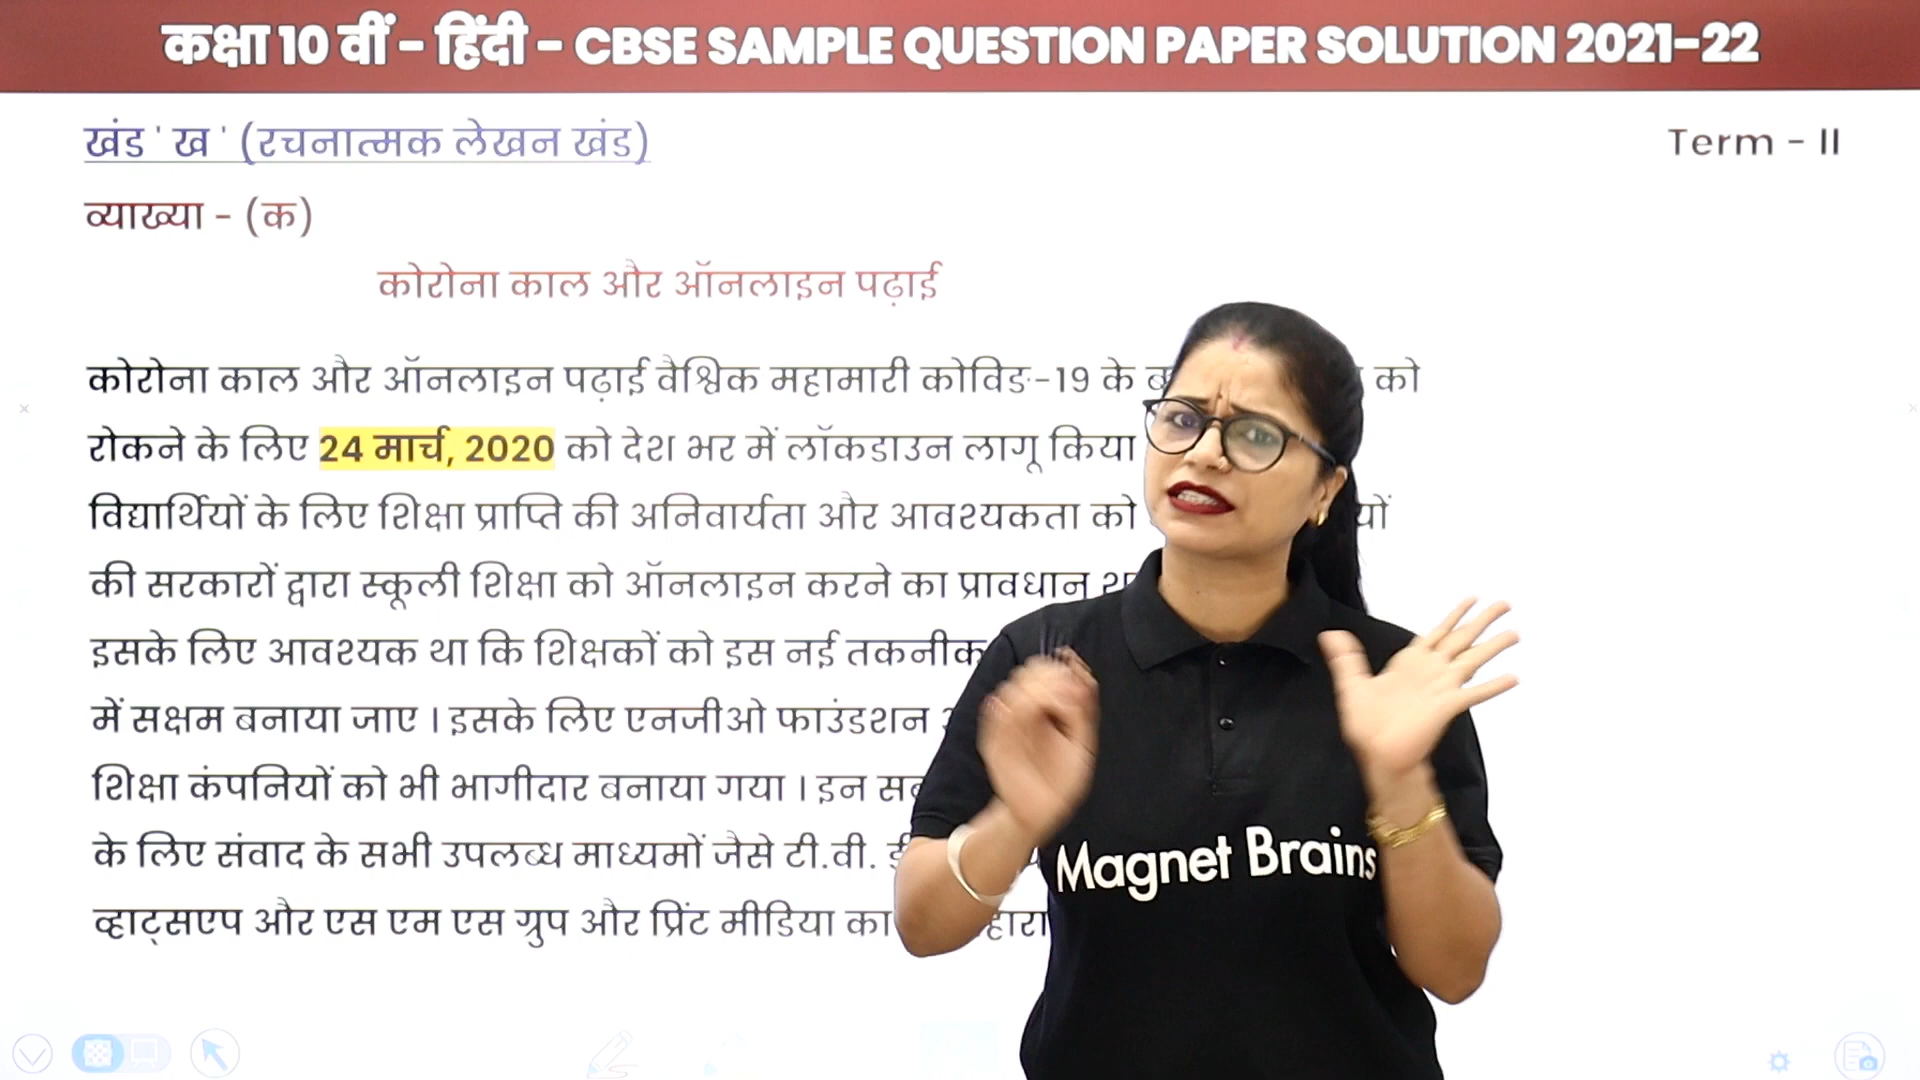 कक्षा 10 वीं - हिंदी - CBSE SAMPLE QUESTION PAPER SOLUTION 2021-22
खंड ' ख ' (रचनात्मक लेखन खंड)
Term - II
व्याख्या - (क)
कोरोना काल और ऑनलाइन पढ़ाई
कोरोना काल और ऑनलाइन पढ़ाई वैश्विक महामारी कोविड-19 के को
रोकने के लिए 24 मार्च, 2020 को देश भर में लॉकडाउन लागू किया
विद्यार्थियों के लिए शिक्षा प्राप्ति की अनिवार्यता और आवश्यकता को
की सरकारों द्वारा स्कूली शिक्षा को ऑनलाइन करने का प्रावधान
इसके लिए आवश्यक था कि शिक्षकों को इस नई तकनीक
में सक्षम बनाया जाए । इसके लिए एनजीओ फाउंडशन
शिक्षा कंपनियों को भी भागीदार बनाया गया । इन
के लिए संवाद के सभी उपलब्ध माध्यमों जैसे टी.वी.
व्हाट्सएप और एस एम एस ग्रुप और प्रिंट मीडिया का
Magnet Brains